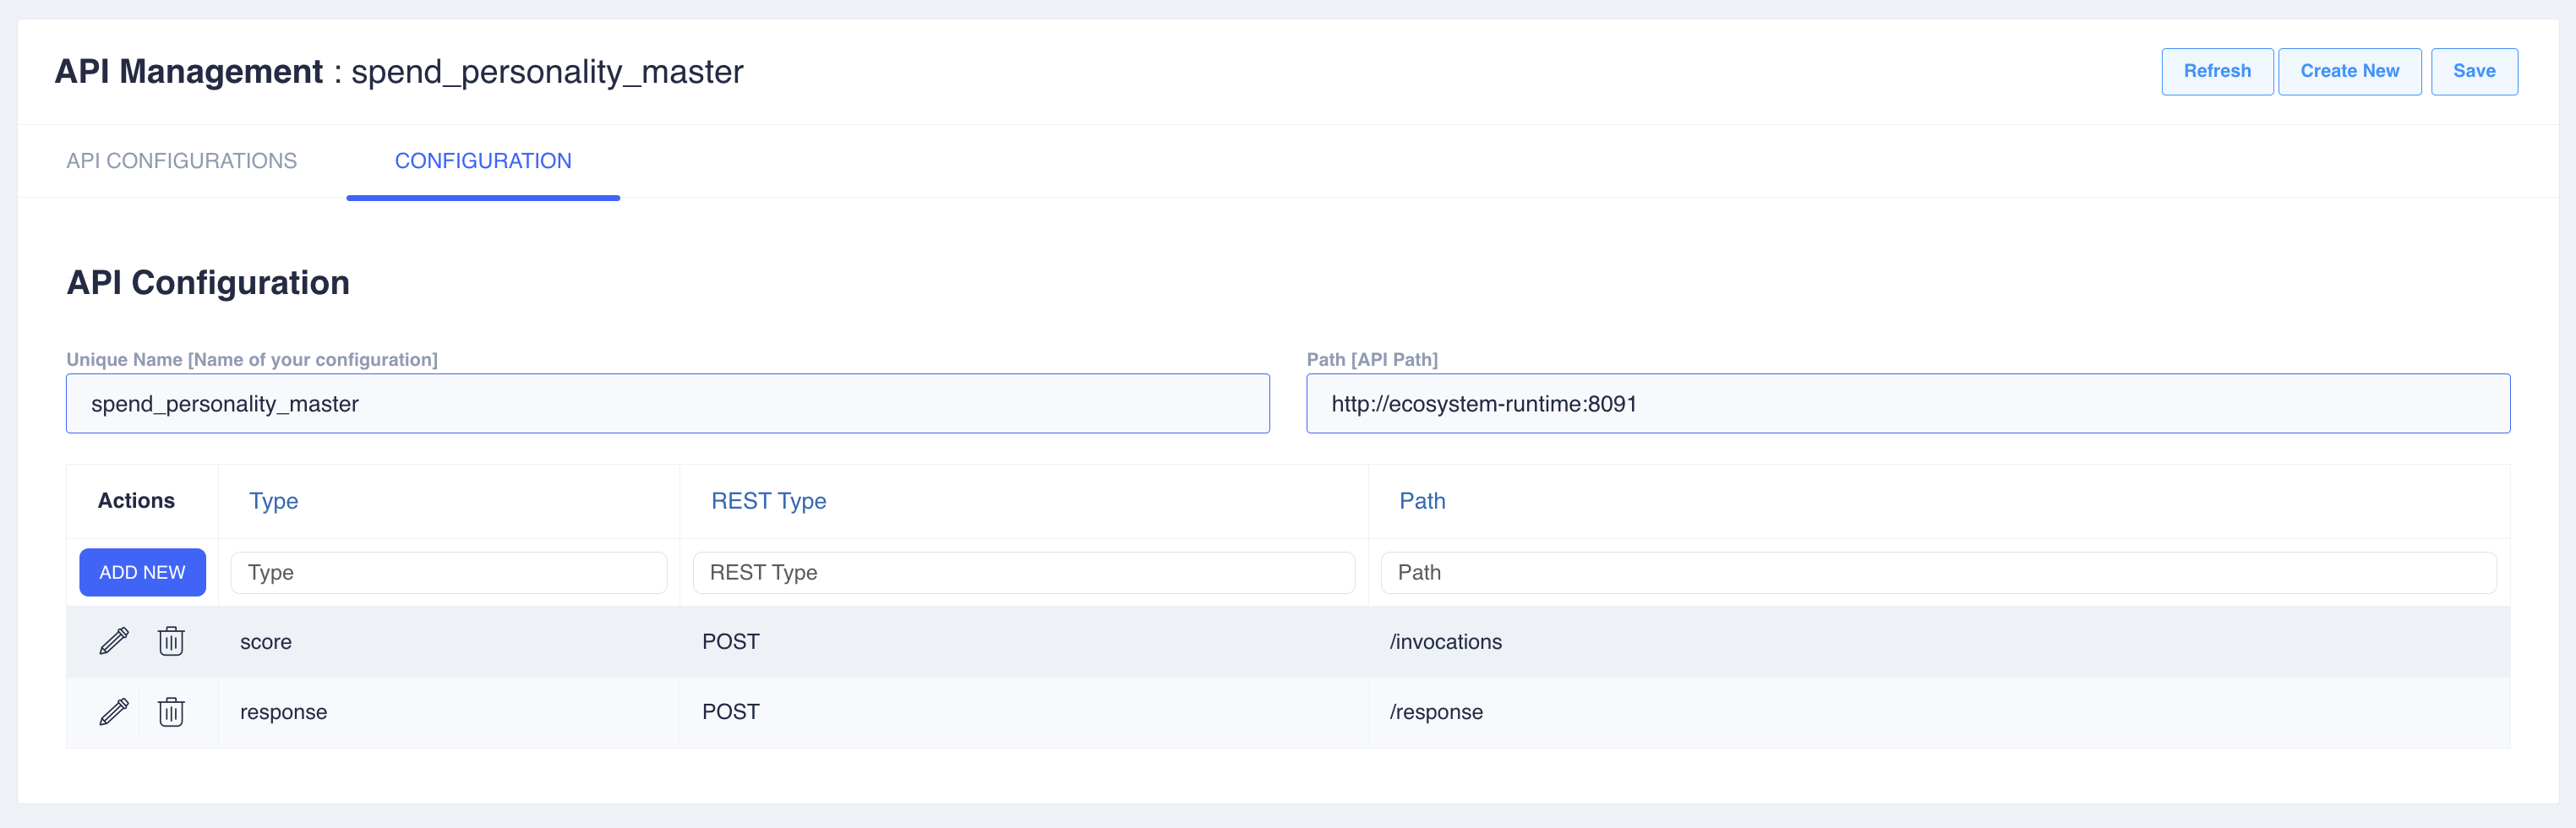 API Management : spend_personality_master
Refresh
Create New
Save
API CONFIGURATIONS
CONFIGURATION
API Configuration
Unique Name [Name of your configuration]
Path [API Path]
spend_personality_master
http://ecosystem-runtime:8091
Actions
Type
REST Type
Path
ADD NEW
Type
REST Type
Path
score
POST
/invocations
response
POST
/response